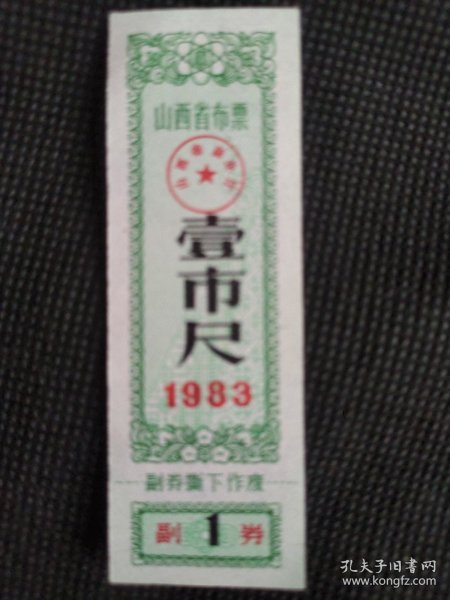 山西省布票
壹市尺
1983
副券撕下作废
副 1 券
孔夫子旧书网
www.kongfz.com